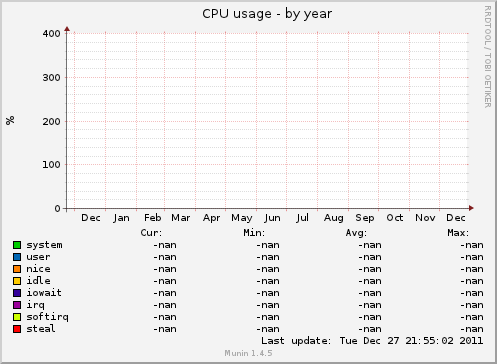 CPU usage - by year
RRDTOOL / TOBI OETIKER
%
400
300
200
100
0
Dec Jan Feb Mar Apr May Jun Jul Aug Sep Oct Nov Dec
Cur: Min: Avg: Max:
system -nan -nan -nan -nan
user -nan -nan -nan -nan
nice -nan -nan -nan -nan
idle -nan -nan -nan -nan
iowait -nan -nan -nan -nan
irq -nan -nan -nan -nan
softirq -nan -nan -nan -nan
steal -nan -nan -nan -nan
Last update: Tue Dec 27 21:55:02 2011
Munin 1.4.5